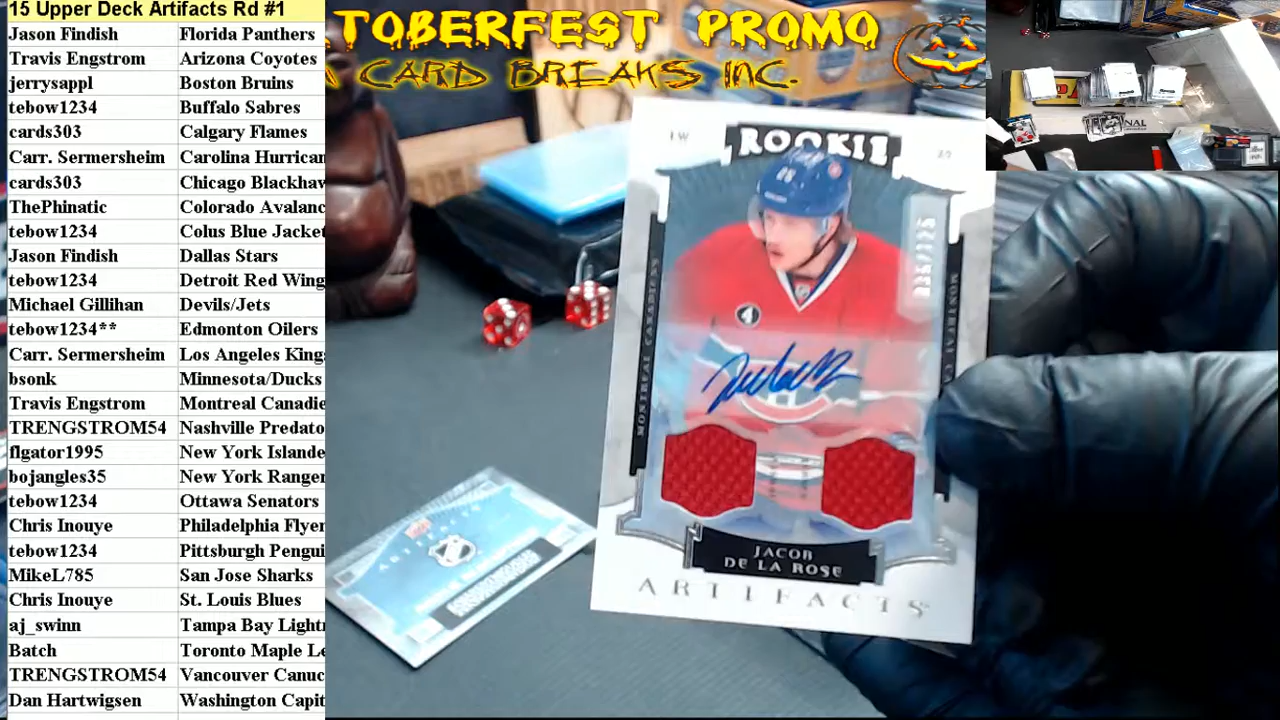 15 Upper Deck Artifacts Rd #1
Jason Findish Florida Panthers
Travis Engstrom Arizona Coyotes
jerrysappl Boston Bruins
tebow1234 Buffalo Sabres
cards303 Calgary Flames
Carr. Sermersheim Carolina Hurrican
cards303 Chicago Blackhav
ThePhinatic Colorado Avalanc
tebow1234 Colus Blue Jacket
Jason Findish Dallas Stars
tebow1234 Detroit Red Wing
Michael Gillihan Devils/Jets
tebow1234** Edmonton Oilers
Carr. Sermersheim Los Angeles Kings
bsonk Minnesota/Ducks
Travis Engstrom Montreal Canadie
TRENGSTROM54 Nashville Predato
flgator1995 New York Islande
bojangles35 New York Ranger
tebow1234 Ottawa Senators
Chris Inouye Philadelphia Flyer
tebow1234 Pittsburgh Pengui
MikeL785 San Jose Sharks
Chris Inouye St. Louis Blues
aj_swinn Tampa Bay Lightr
Batch Toronto Maple Le
TRENGSTROM54 Vancouver Canuc
Dan Hartwigsen Washington Capit
TOBERFEST PROMO
CARD BREAKS INC.
LW
ROOKIE
MONTREAL CANADIENS
4
JACOB
DE LA ROSE
ARTIFACTS